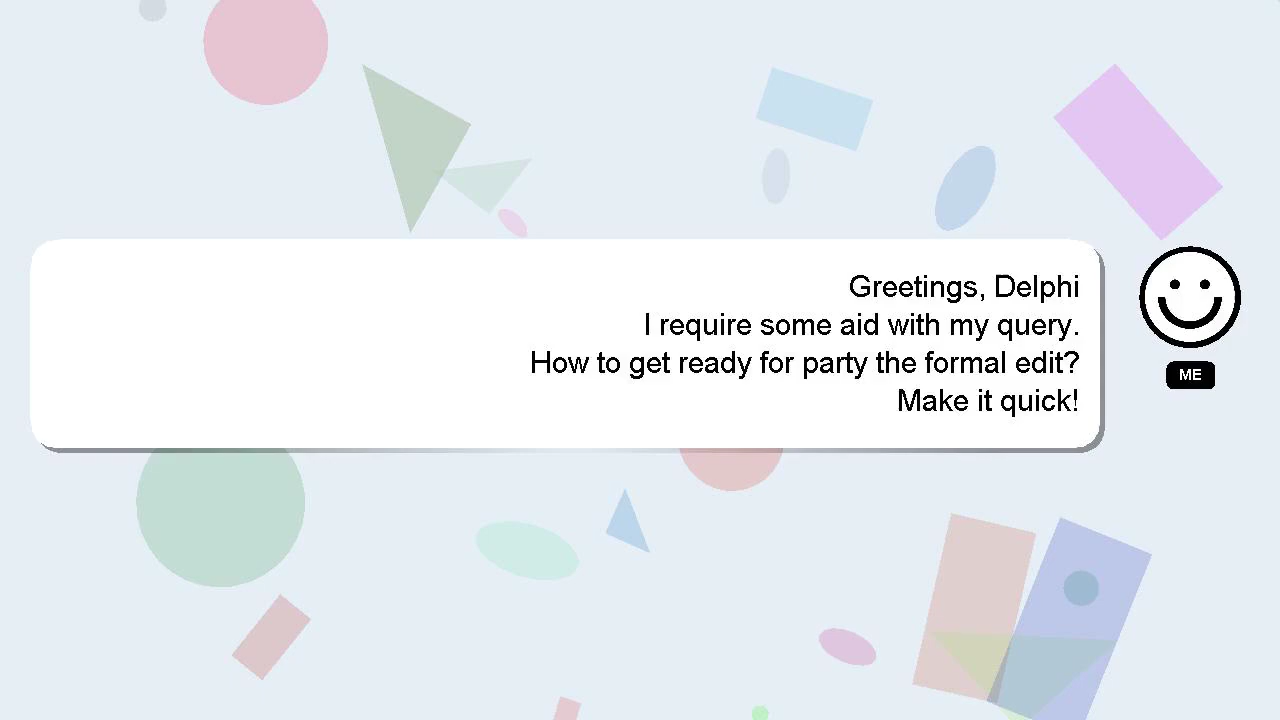 Greetings, Delphi
I require some aid with my query.
How to get ready for party the formal edit?
Make it quick!
ME